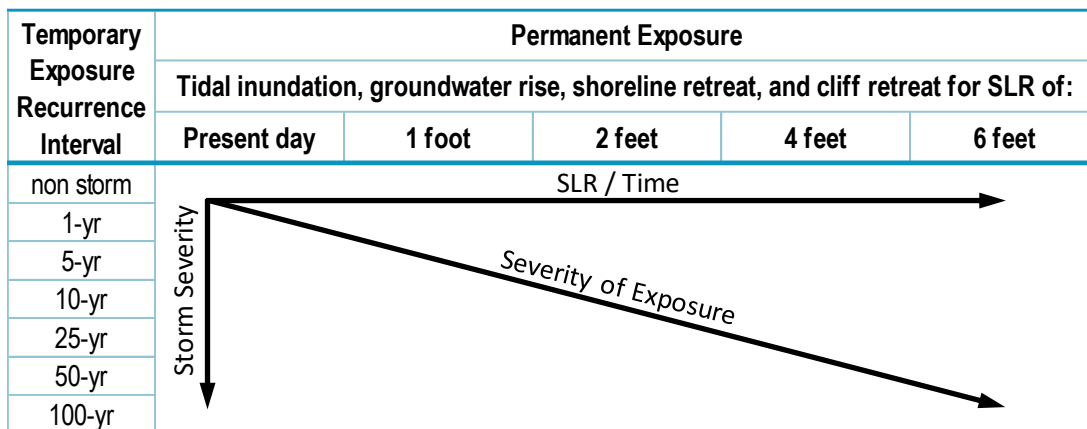 Temporary
Exposure
Recurrence
Interval
Permanent Exposure
Tidal inundation, groundwater rise, shoreline retreat, and cliff retreat for SLR of:
Present day 1 foot 2 feet 4 feet 6 feet
non storm
1-yr
5-yr
10-yr
25-yr
50-yr
100-yr
SLR / Time
Storm Severity
Severity of Exposure